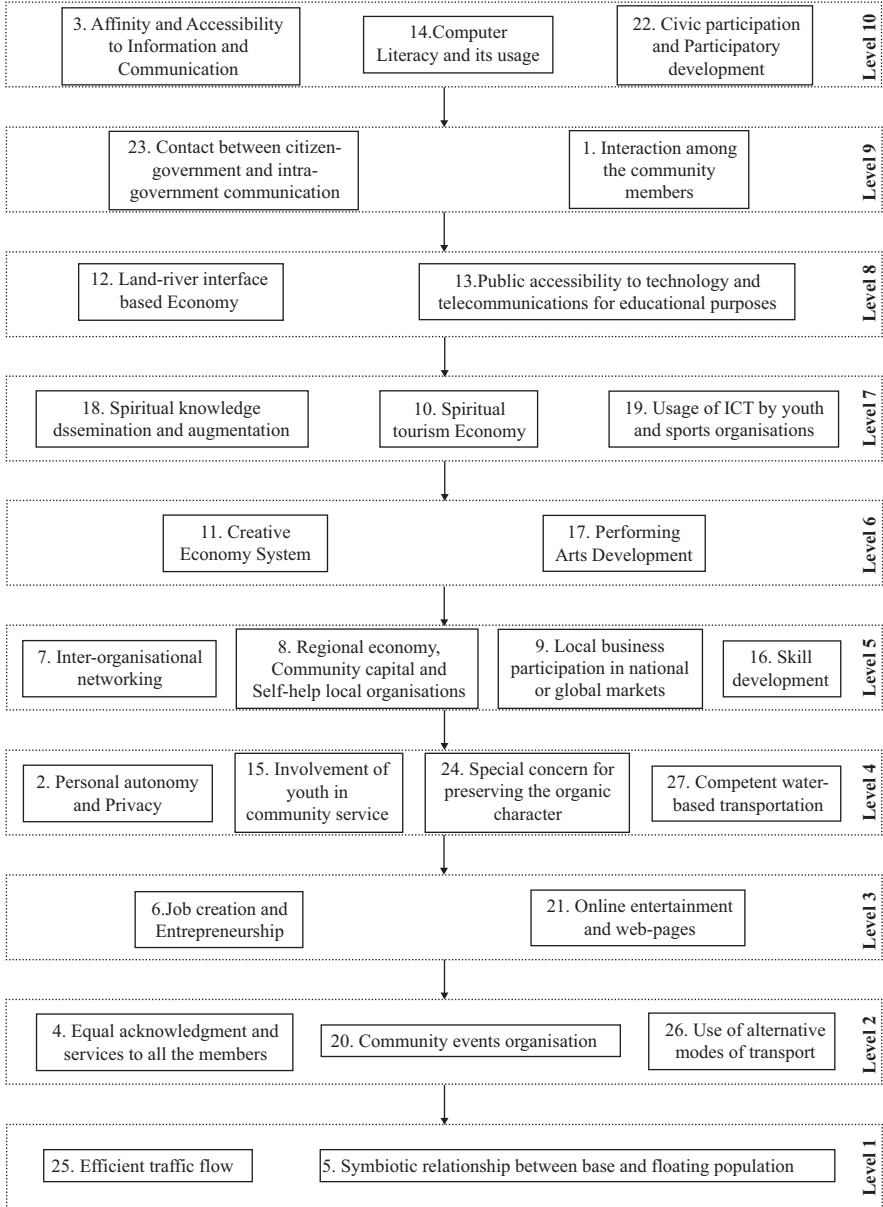 3. Affinity and Accessibility
to Information and
Communication
14.Computer
Literacy and its usage
22. Civic participation
and Participatory
development
Level 10
23. Contact between citizen-
government and intra-
government communication
1. Interaction among
the community
members
Level 9
12. Land-river interface
based Economy
13.Public accessibility to technology and
telecommunications for educational purposes
Level 8
18. Spiritual knowledge
dssemination and augmentation
10. Spiritual
tourism Economy
19. Usage of ICT by youth
and sports organisations
Level 7
11. Creative
Economy System
17. Performing
Arts Development
Level 6
7. Inter-organisational
networking
8. Regional economy,
Community capital and
Self-help local organisations
9. Local business
participation in national
or global markets
16. Skill
development
Level 5
2. Personal autonomy
and Privacy
15. Involvement of
youth in
community service
24. Special concern for
preserving the organic
character
27. Competent water-
based transportation
Level 4
6.Job creation and
Entrepreneurship
21. Online entertainment
and web-pages
Level 3
4. Equal acknowledgment and
services to all the members
20. Community events organisation
26. Use of alternative
modes of transport
Level 2
25. Efficient traffic flow
5. Symbiotic relationship between base and floating population
Level 1